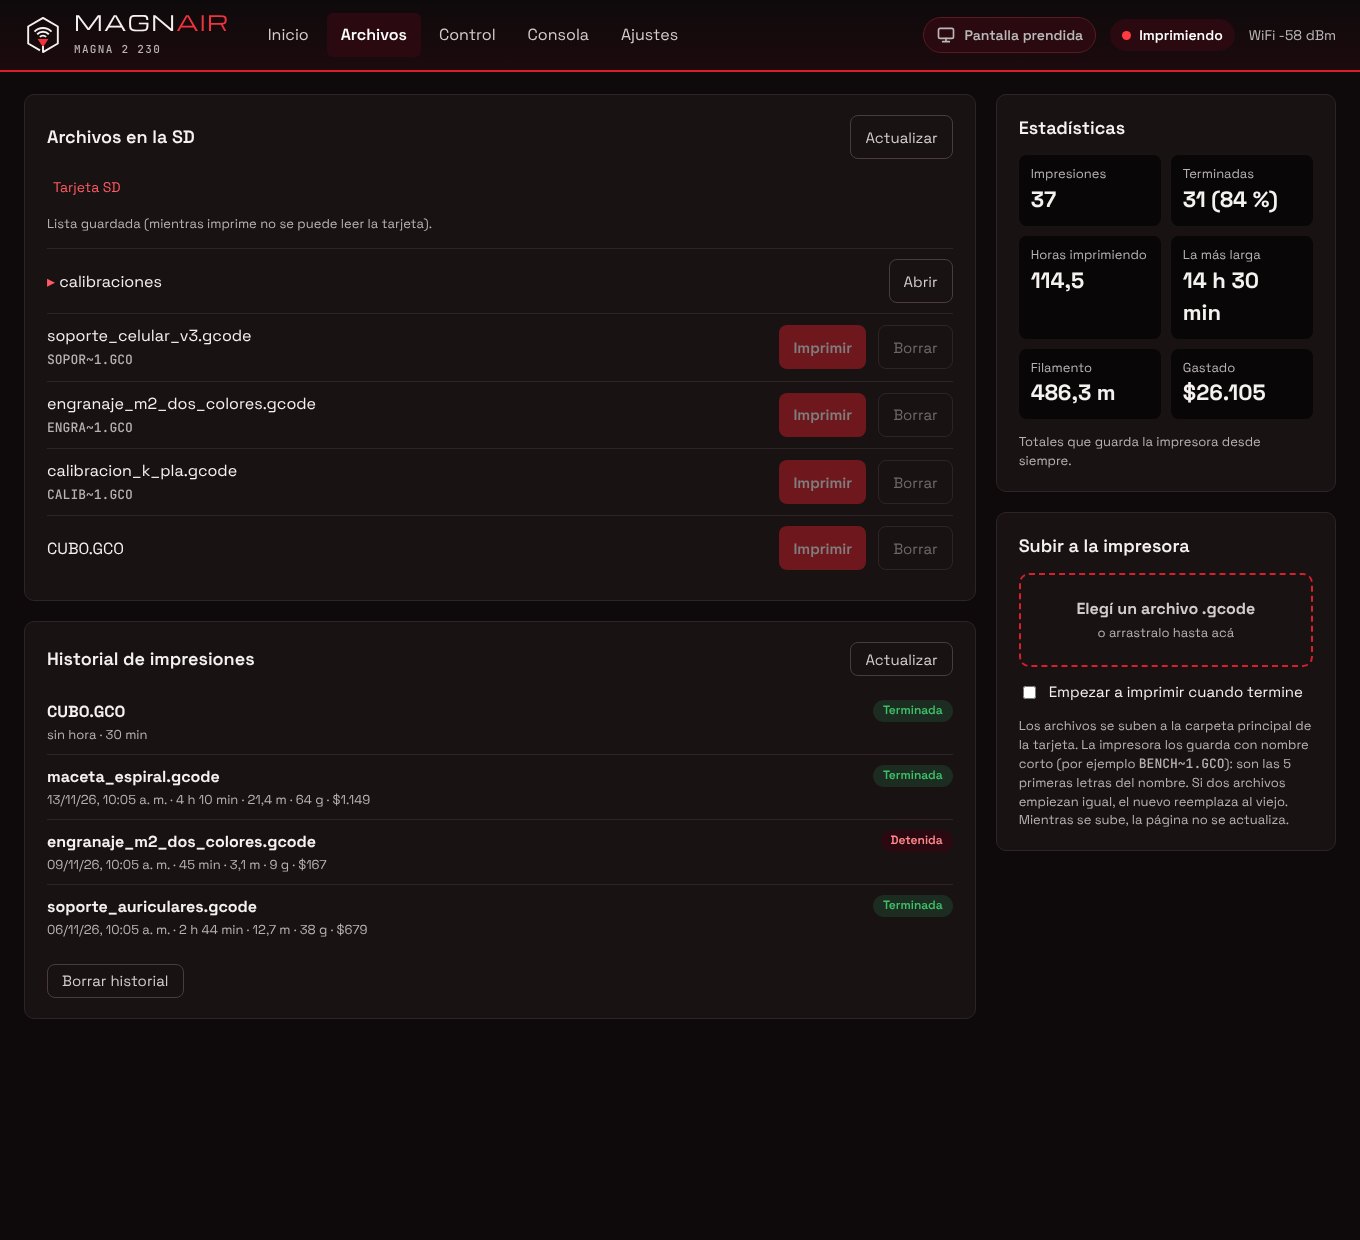 MAGNAIR
MAGNA 2 230
Inicio
Archivos
Control
Consola
Ajustes
Pantalla prendida
Imprimiendo
WiFi -58 dBm
Archivos en la SD
Actualizar
Tarjeta SD
Lista guardada (mientras imprime no se puede leer la tarjeta).
▸ calibraciones
Abrir
soporte_celular_v3.gcode
SOPOR~1.GCO
Imprimir
Borrar
engranaje_m2_dos_colores.gcode
ENGRA~1.GCO
Imprimir
Borrar
calibracion_k_pla.gcode
CALIB~1.GCO
Imprimir
Borrar
CUBO.GCO
Imprimir
Borrar
Historial de impresiones
Actualizar
CUBO.GCO
Terminada
sin hora · 30 min
maceta_espiral.gcode
Terminada
13/11/26, 10:05 a. m. · 4 h 10 min · 21,4 m · 64 g · $1.149
engranaje_m2_dos_colores.gcode
Detenida
09/11/26, 10:05 a. m. · 45 min · 3,1 m · 9 g · $167
soporte_auriculares.gcode
Terminada
06/11/26, 10:05 a. m. · 2 h 44 min · 12,7 m · 38 g · $679
Borrar historial
Estadísticas
Impresiones
37
Terminadas
31 (84 %)
Horas imprimiendo
114,5
La más larga
14 h 30
min
Filamento
486,3 m
Gastado
$26.105
Totales que guarda la impresora desde
siempre.
Subir a la impresora
Elegí un archivo .gcode
o arrastralo hasta acá
Empezar a imprimir cuando termine
Los archivos se suben a la carpeta principal de
la tarjeta. La impresora los guarda con nombre
corto (por ejemplo BENCH~1.GCO): son las 5
primeras letras del nombre. Si dos archivos
empiezan igual, el nuevo reemplaza al viejo.
Mientras se sube, la página no se actualiza.